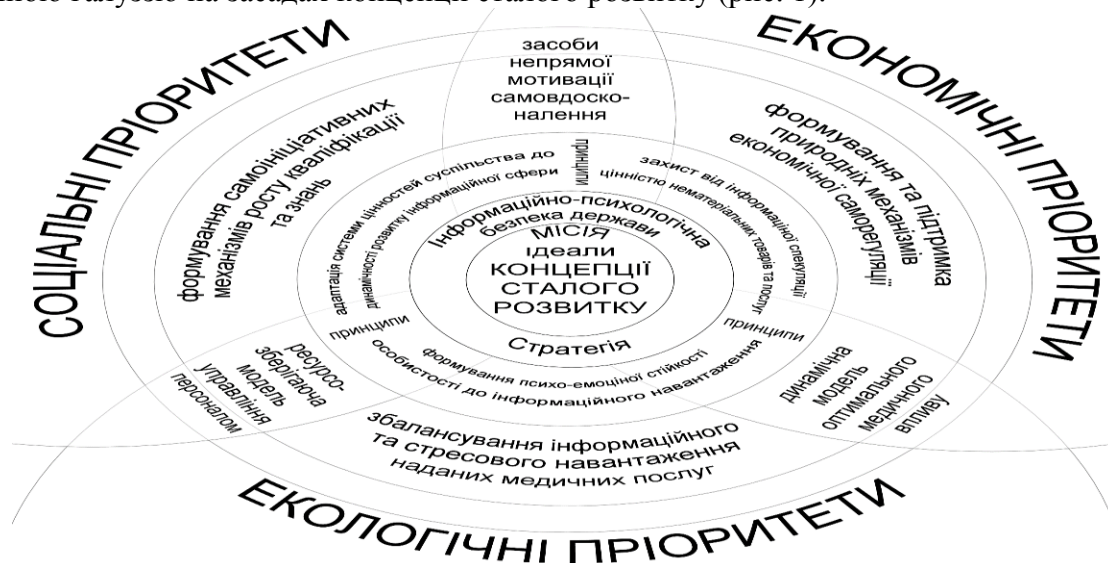 галуззю на засадах концепції сталого розвитку (рис. 1).
СОЦІАЛЬНІ ПРІОРИТЕТИ
ЕКОНОМІЧНІ ПРІОРИТЕТИ
засоби
непрямої
мотивації
самовдоско-
налення
формування самоініціативних
механізмів росту кваліфікації
та знань
формування та підтримка
природніх механізмів
економічної саморегуляції
адаптація системи цінностей суспільства до
динамічності розвитку інформаційної сфери
принципи
захист від інформаціної спекуляції
цінністю нематеріальних товарів та послуг
Інформаційно-психологічна
безпека держави
МІСІЯ
ідеали
КОНЦЕПЦІЇ
СТАЛОГО
РОЗВИТКУ
Стратегія
принципи
принципи
формування психо-емоціної стійкості
особистості до інформаційного навантаження
ресурсо-
зберігаюча
модель
управління
персоналом
динамічна
модель
оптимального
медичного
впливу
збалансування інформаційного
та стресового навантаження
наданих медичних послуг
ЕКОЛОГІЧНІ ПРІОРИТЕТИ